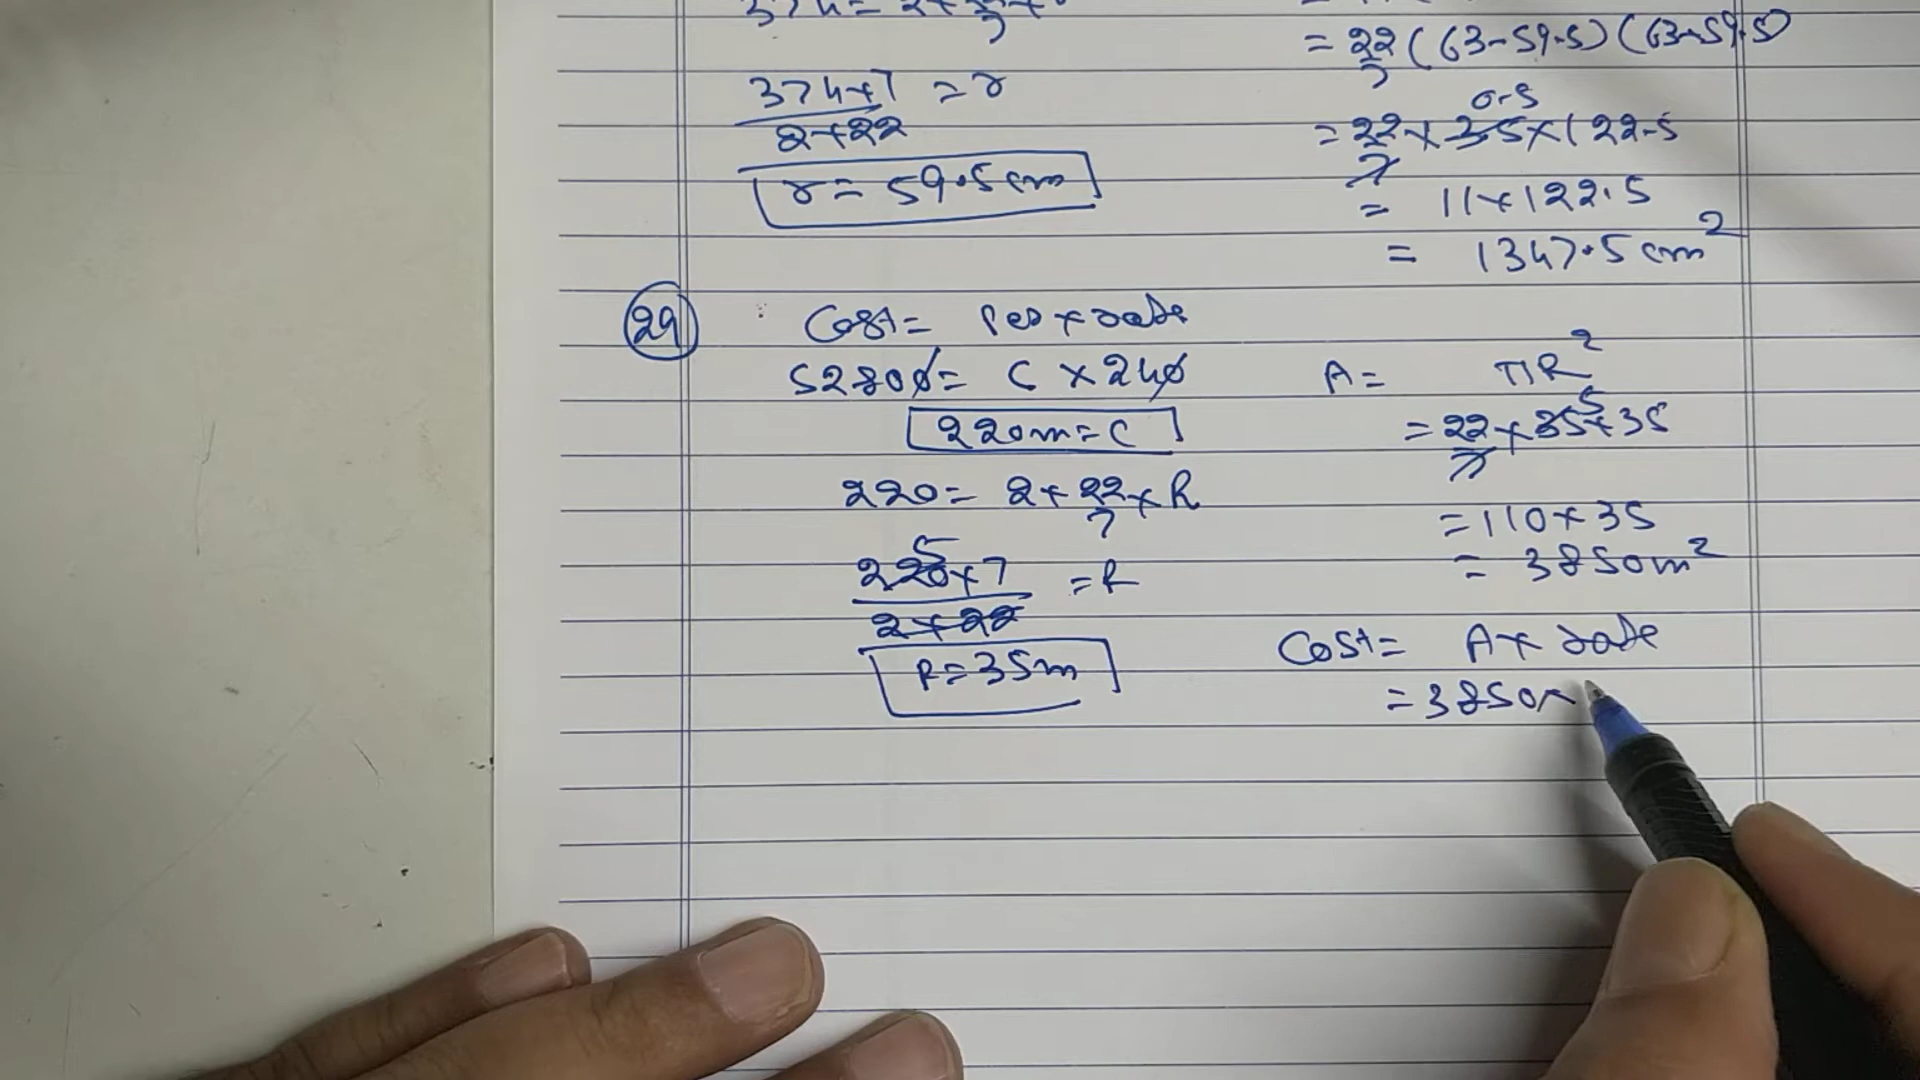 374×7 = r
2×22
r = 59.5cm
= 22 (63-59.5) (63-59.5)
7
0.5
= 22 × 35 × 122.5
7
= 11×122.5
= 1347.5 cm²
29
Cost = Per × rate
52800 = C × 240
220m = C
220 = 2 × 22 × R
7
5
220×7 = R
2×22
R = 35m
A = πR²
5
= 22 × 35 × 35
7
= 110 × 35
= 3850m²
Cost = A × rate
= 3850×